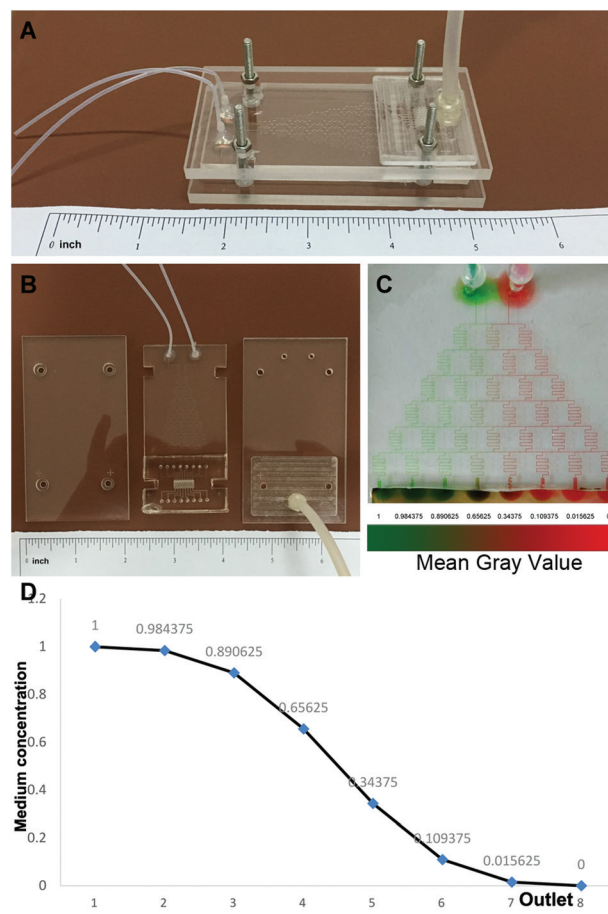 A
0 inch 1 2 3 4 5 6
B
0 inch 1 2 3 4 5 6
C
1 0.984375 0.890625 0.65625 0.34375 0.109375 0.015625
Mean Gray Value
D
Medium concentration
1.2
1
0.8
0.6
0.4
0.2
0
1
0.984375
0.890625
0.65625
0.34375
0.109375
0.015625
0
1 2 3 4 5 6 7 8
Outlet